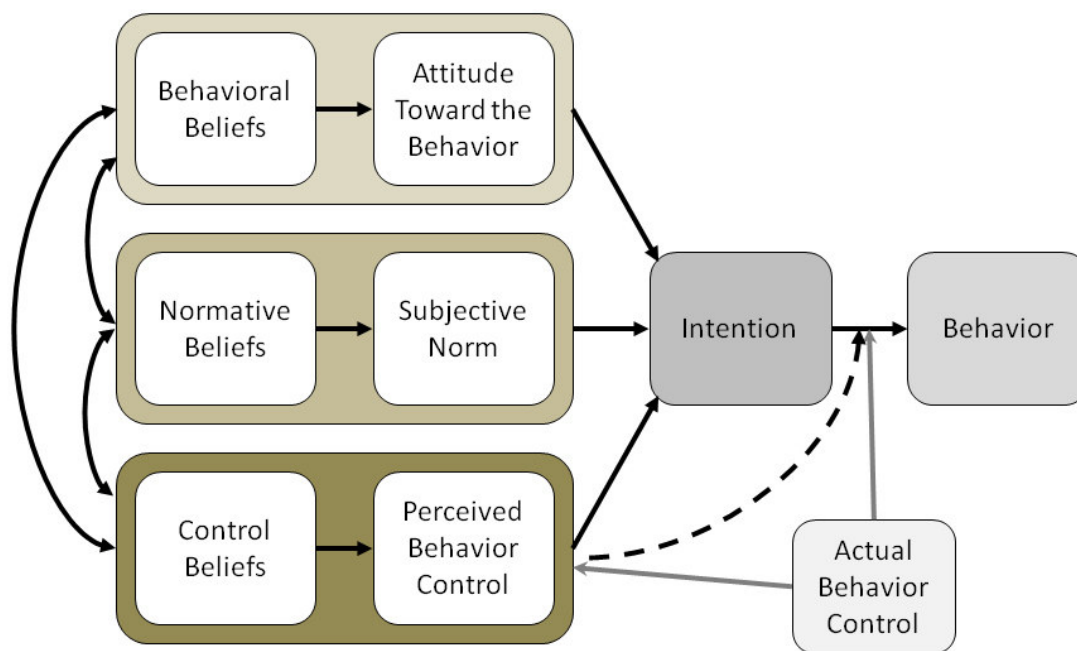 Behavioral
Beliefs
Attitude
Toward the
Behavior
Normative
Beliefs
Subjective
Norm
Intention
Behavior
Control
Beliefs
Perceived
Behavior
Control
Actual
Behavior
Control